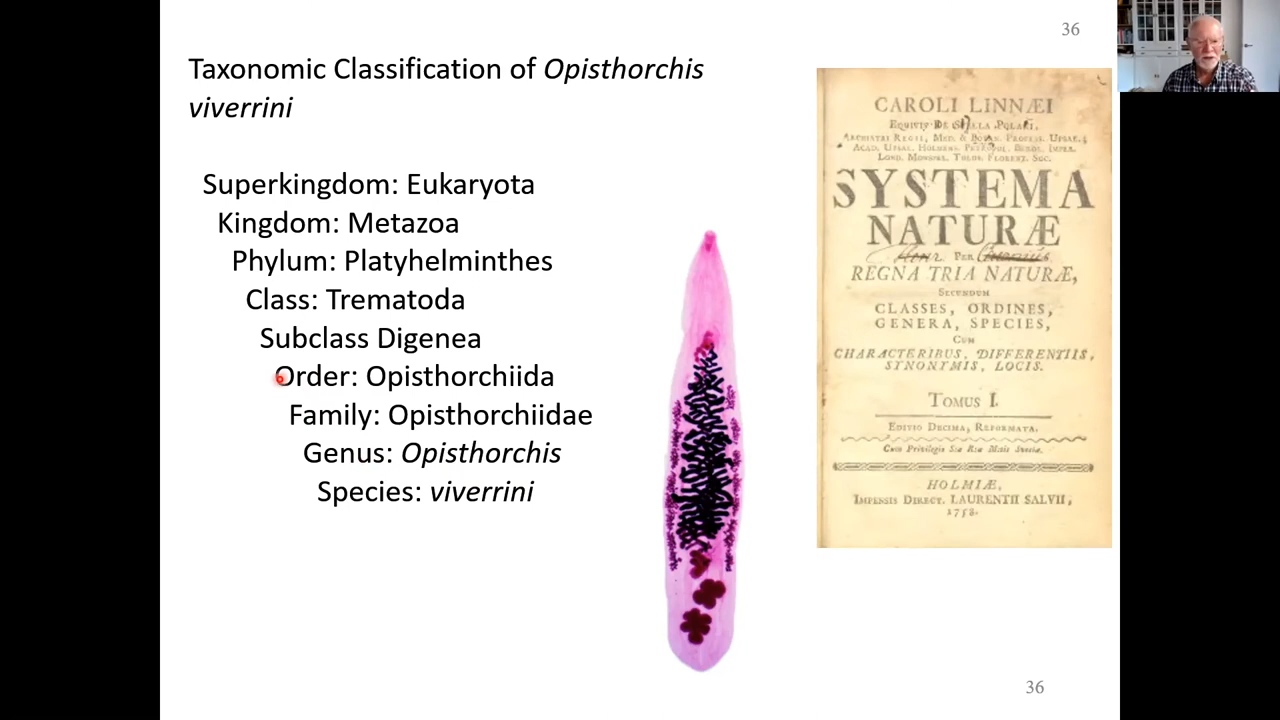 36
Taxonomic Classification of Opisthorchis
viverrini
Superkingdom: Eukaryota
Kingdom: Metazoa
Phylum: Platyhelminthes
Class: Trematoda
Subclass Digenea
Order: Opisthorchiida
Family: Opisthorchiidae
Genus: Opisthorchis
Species: viverrini
CAROLI LINNÆI
SYSTEMA
NATURÆ
PER
REGNA TRIA NATURÆ,
SECUNDUM
CLASSES, ORDINES,
GENERA, SPECIES,
CUM
CHARACTERIBUS, DIFFERENTIIS,
SYNONYMIS, LOCIS.
TOMUS I.
EDITIO DECIMA, REFORMATA.
HOLMIÆ,
IMPENSIS DIRECT. LAURENTII SALVII,
1758.
36